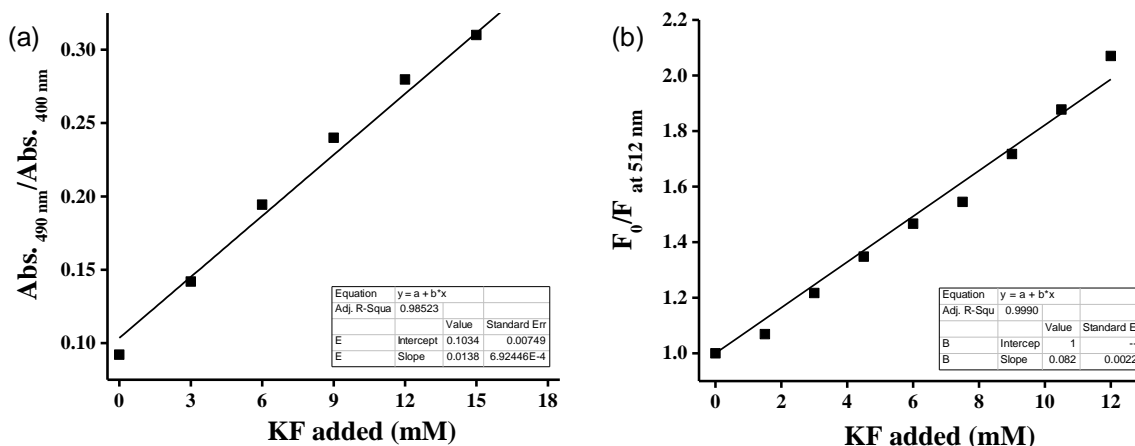 (a)
Abs. 490 nm/Abs. 400 nm
0.30
0.25
0.20
0.15
0.10
0 3 6 9 12 15 18
KF added (mM)
Equation y = a + b*x
Adj. R-Squa 0.98523
Value Standard Err
E Intercept 0.1034 0.00749
E Slope 0.0138 6.92446E-4
(b)
F0/F at 512 nm
2.0
1.8
1.6
1.4
1.2
1.0
0 2 4 6 8 10 12
KF added (mM)
Equation y = a + b*x
Adj. R-Squ 0.9990
Value Standard E
B Intercep 1 --
B Slope 0.082 0.0022